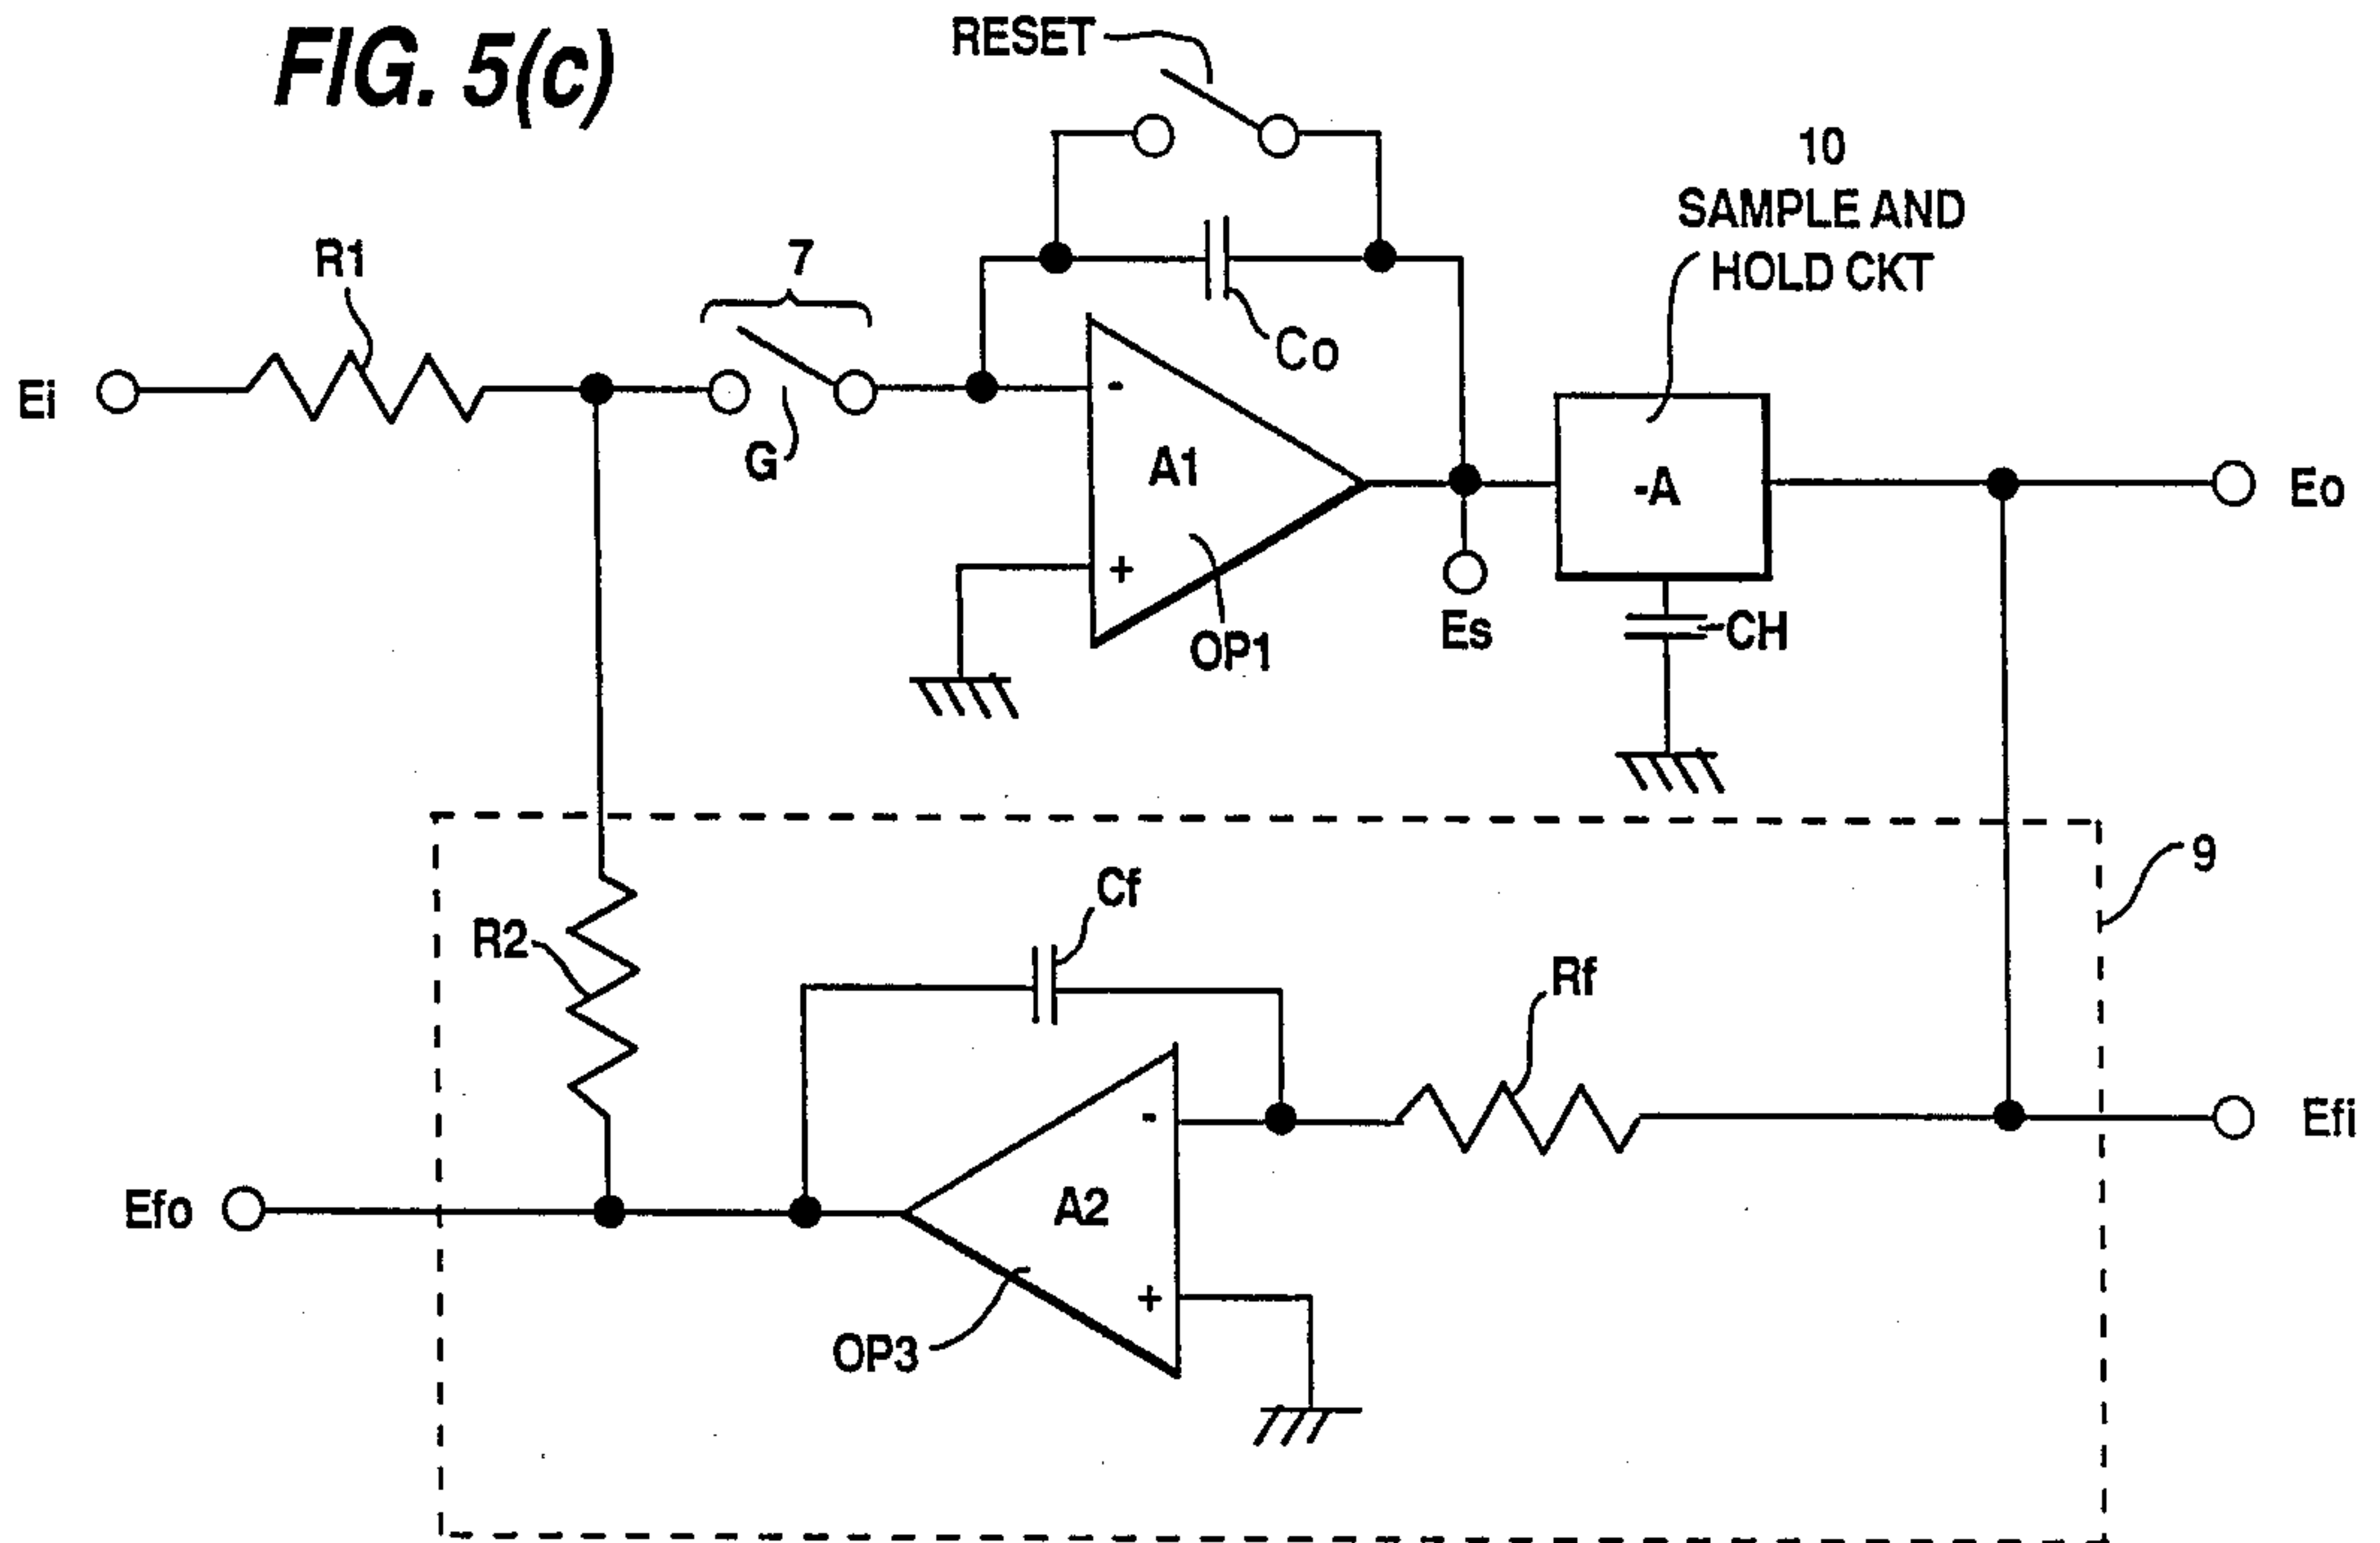 FIG. 5(c)
RESET
10
SAMPLE AND
HOLD CKT
R1
7
Co
Ei
G
-
A1
+
OP1
-A
Eo
Es
CH
9
Cf
R2
Rf
-
A2
+
Efi
Efo
OP3